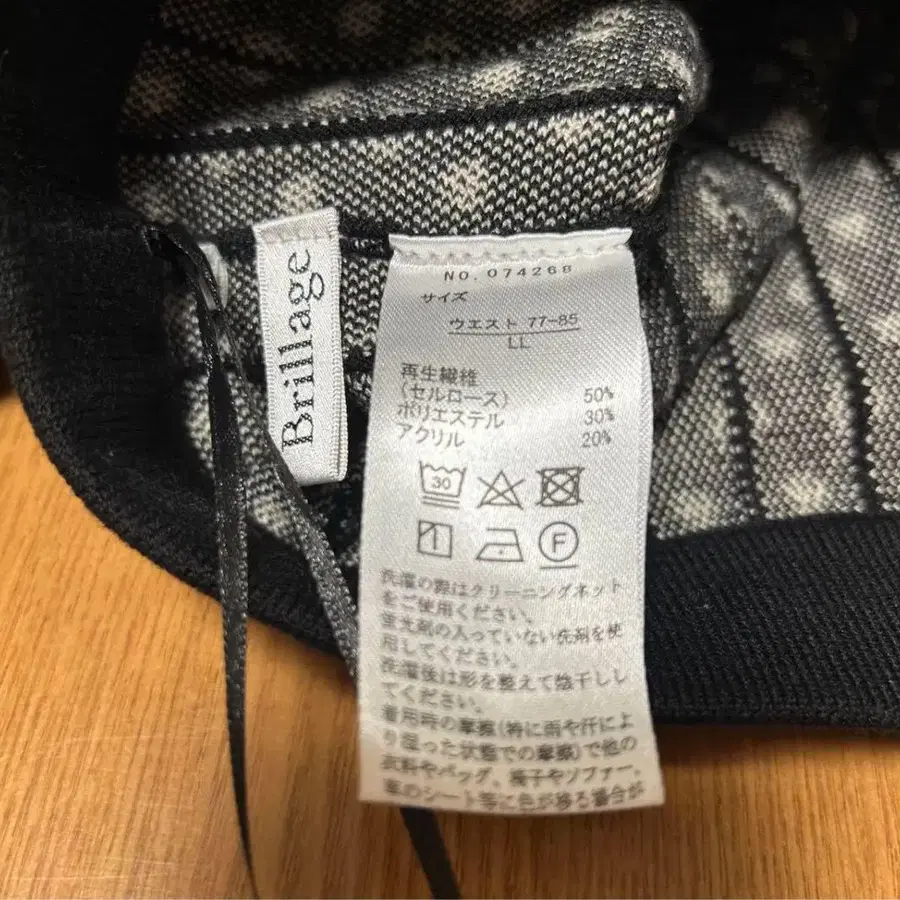 Brillage
NO. 074268
サイズ
ウエスト 77-85
LL
再生繊維
(セルロース) 50%
ポリエステル 30%
アクリル 20%
30
F
洗濯の際はクリーニングネット
をご使用ください。
蛍光剤の入っていない洗剤を使
用してください。
洗濯後は形を整えて陰干しし
てください。
着用時の摩擦(特に雨や汗によ
り湿った状態での摩擦)で他の
衣料やバッグ、椅子やソファー、
車のシート等に色が移る場合が